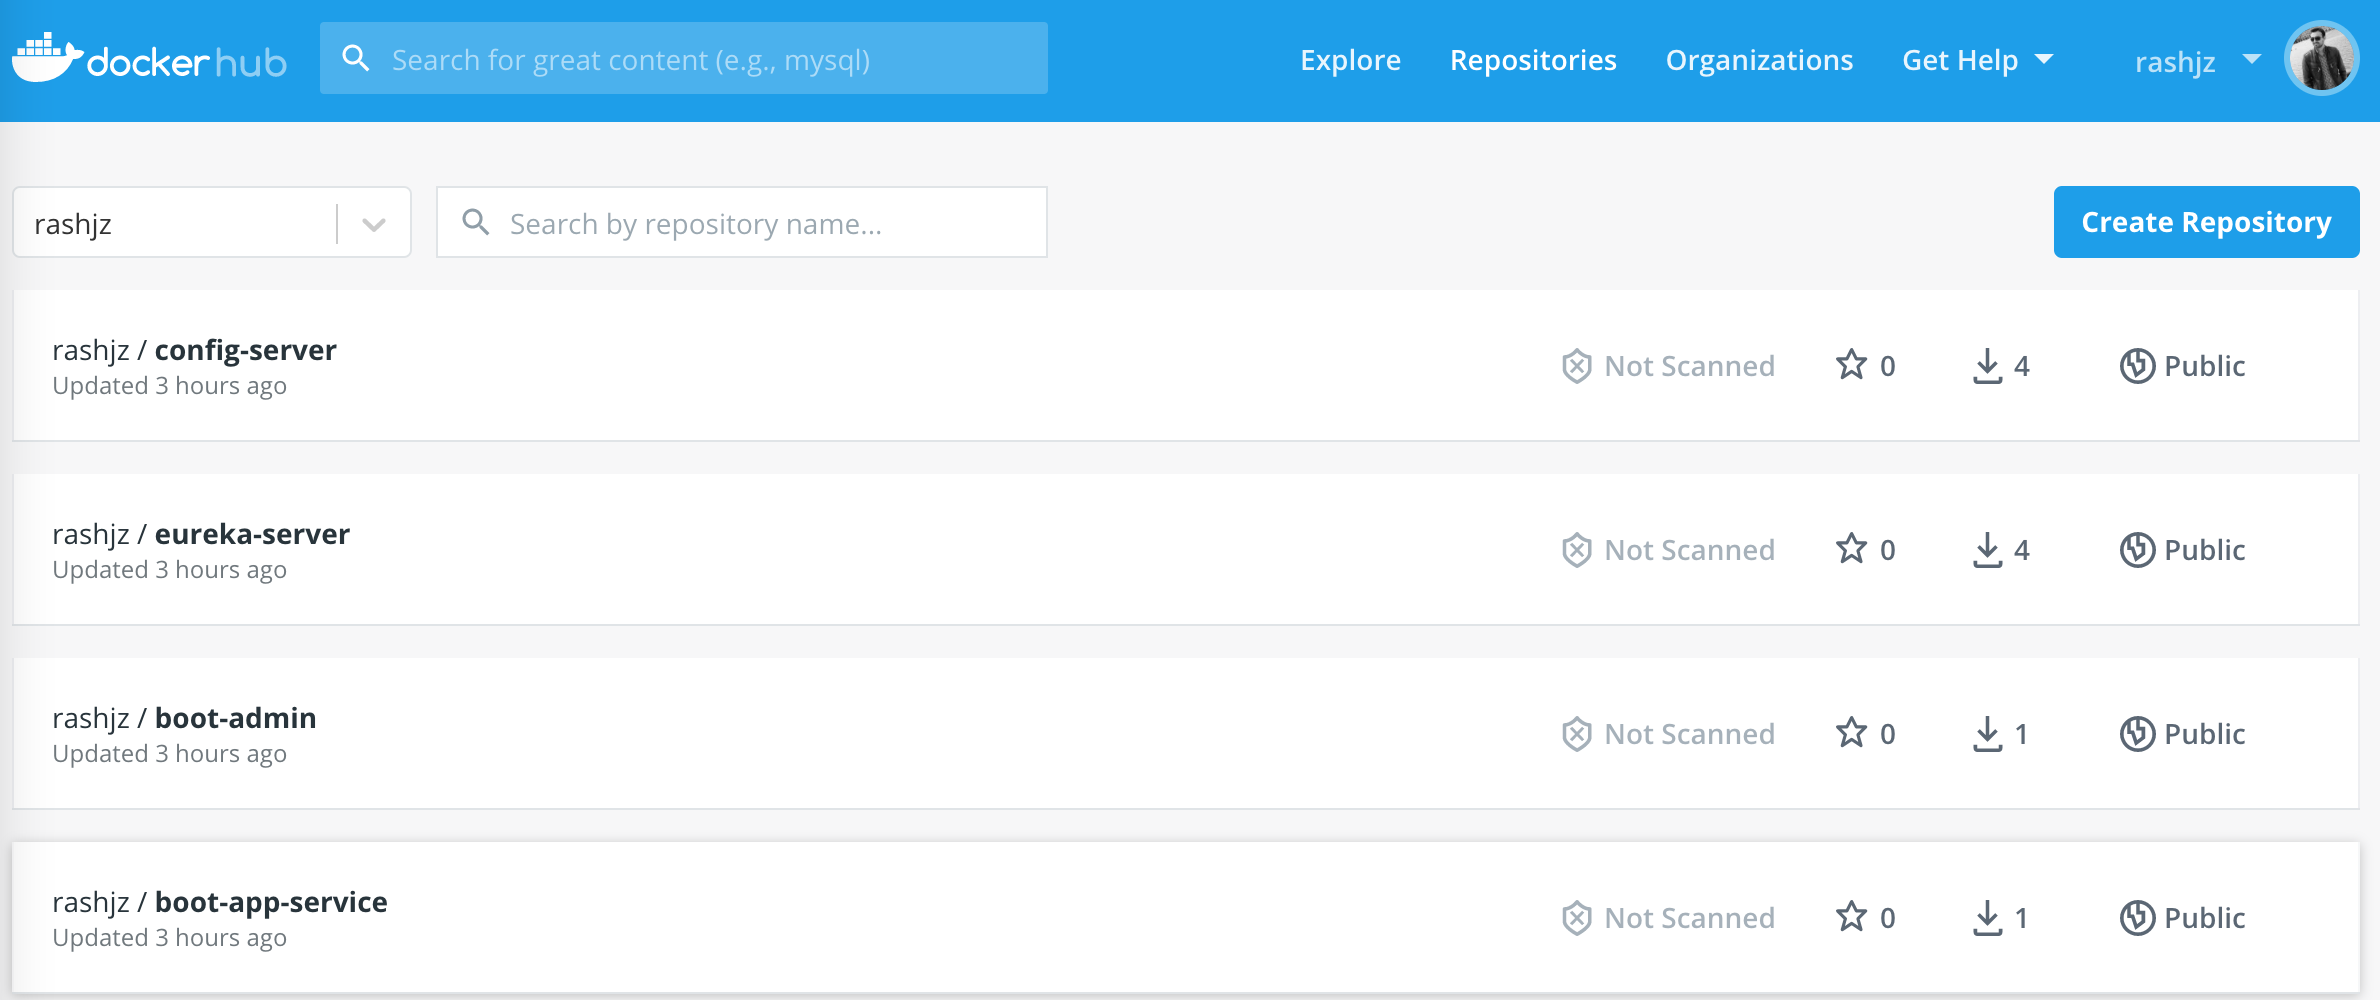 docker hub
Search for great content (e.g., mysql)
Explore
Repositories
Organizations
Get Help
rashjz
rashjz
Search by repository name...
Create Repository
rashjz / config-server
Updated 3 hours ago
Not Scanned
0
4
Public
rashjz / eureka-server
Updated 3 hours ago
Not Scanned
0
4
Public
rashjz / boot-admin
Updated 3 hours ago
Not Scanned
0
1
Public
rashjz / boot-app-service
Updated 3 hours ago
Not Scanned
0
1
Public